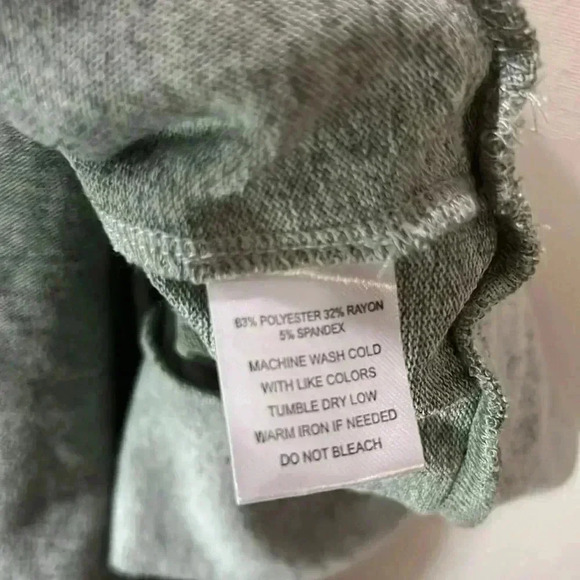 63% POLYESTER 32% RAYON
5% SPANDEX
MACHINE WASH COLD
WITH LIKE COLORS
TUMBLE DRY LOW
WARM IRON IF NEEDED
DO NOT BLEACH